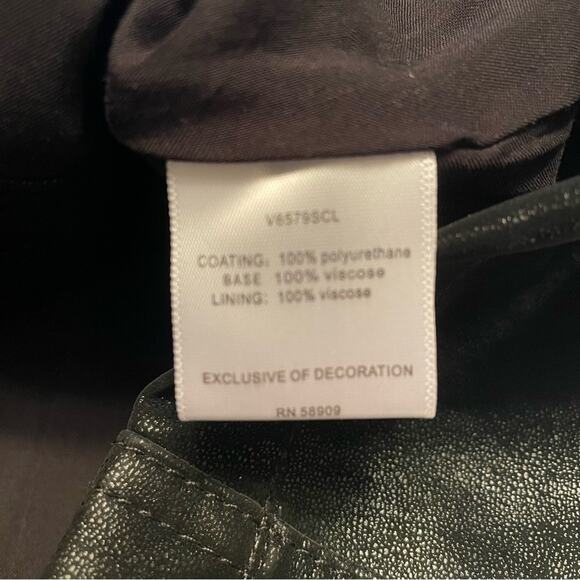 V6579SCL
COATING: 100% polyurethane
BASE 100% viscose
LINING: 100% viscose
EXCLUSIVE OF DECORATION
RN 58909